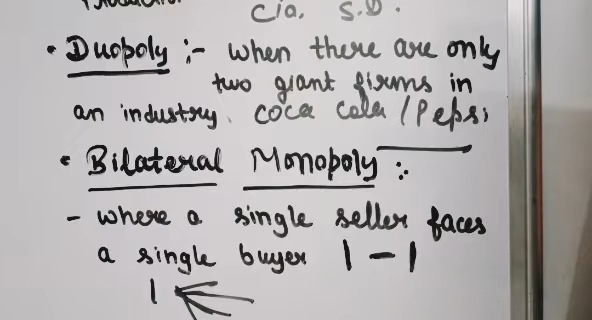 Cia. S.D.
• Duopoly :- when there are only
two giant firms in
an industry. Coca Cola / Pepsi
• Bilateral Monopoly :-
- where a single seller faces
a single buyer 1 - 1
1